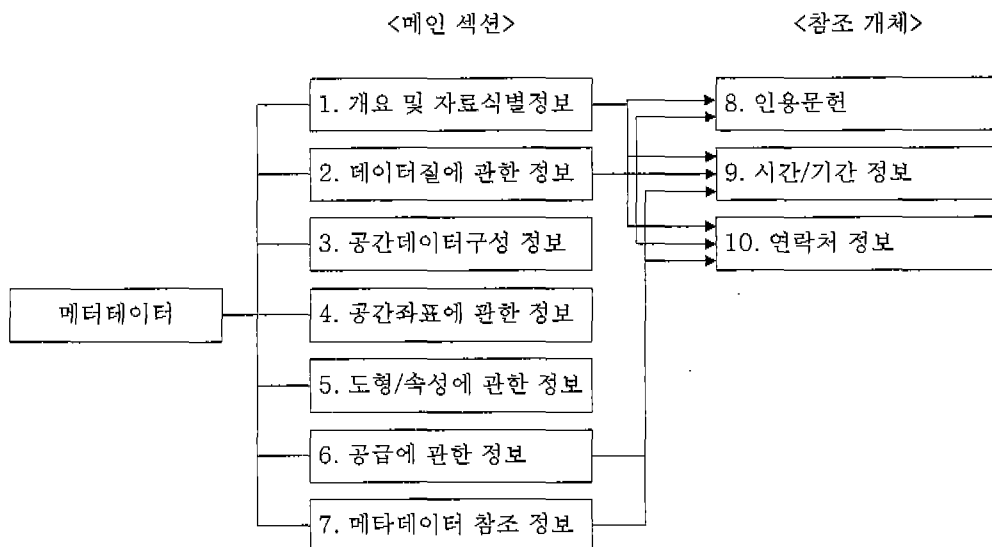 <메인 섹션>
<참조 개체>
1. 개요 및 자료식별정보
2. 데이터질에 관한 정보
3. 공간데이터구성 정보
4. 공간좌표에 관한 정보
5. 도형/속성에 관한 정보
6. 공급에 관한 정보
7. 메타데이터 참조 정보
메터테이터
8. 인용문헌
9. 시간/기간 정보
10. 연락처 정보